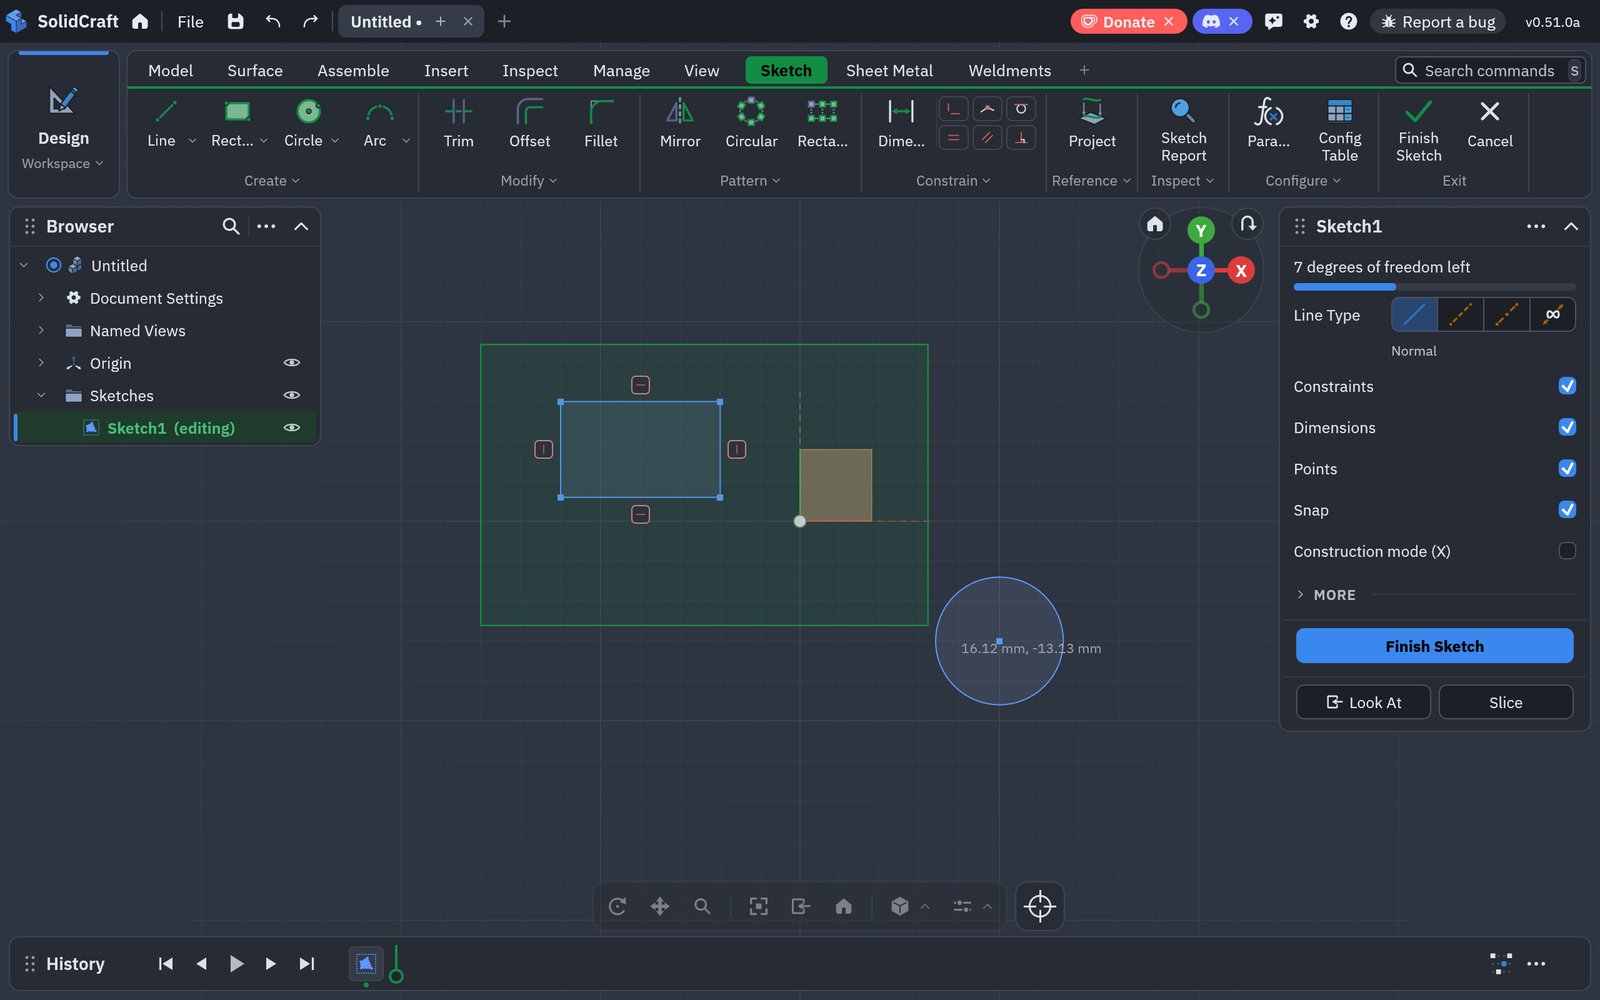 SolidCraft
File
Untitled •
Donate
Report a bug
v0.51.0a
Design
Workspace
Model
Surface
Assemble
Insert
Inspect
Manage
View
Sketch
Sheet Metal
Weldments
Search commands
S
Line
Rect...
Circle
Arc
Create
Trim
Offset
Fillet
Modify
Mirror
Circular
Recta...
Pattern
Dime...
Constrain
Project
Reference
Sketch
Report
Inspect
Para...
Config
Table
Configure
Finish
Sketch
Cancel
Exit
Browser
Untitled
Document Settings
Named Views
Origin
Sketches
Sketch1 (editing)
Y
Z
X
16.12 mm, -13.13 mm
Sketch1
7 degrees of freedom left
Line Type
Normal
Constraints
Dimensions
Points
Snap
Construction mode (X)
MORE
Finish Sketch
Look At
Slice
History